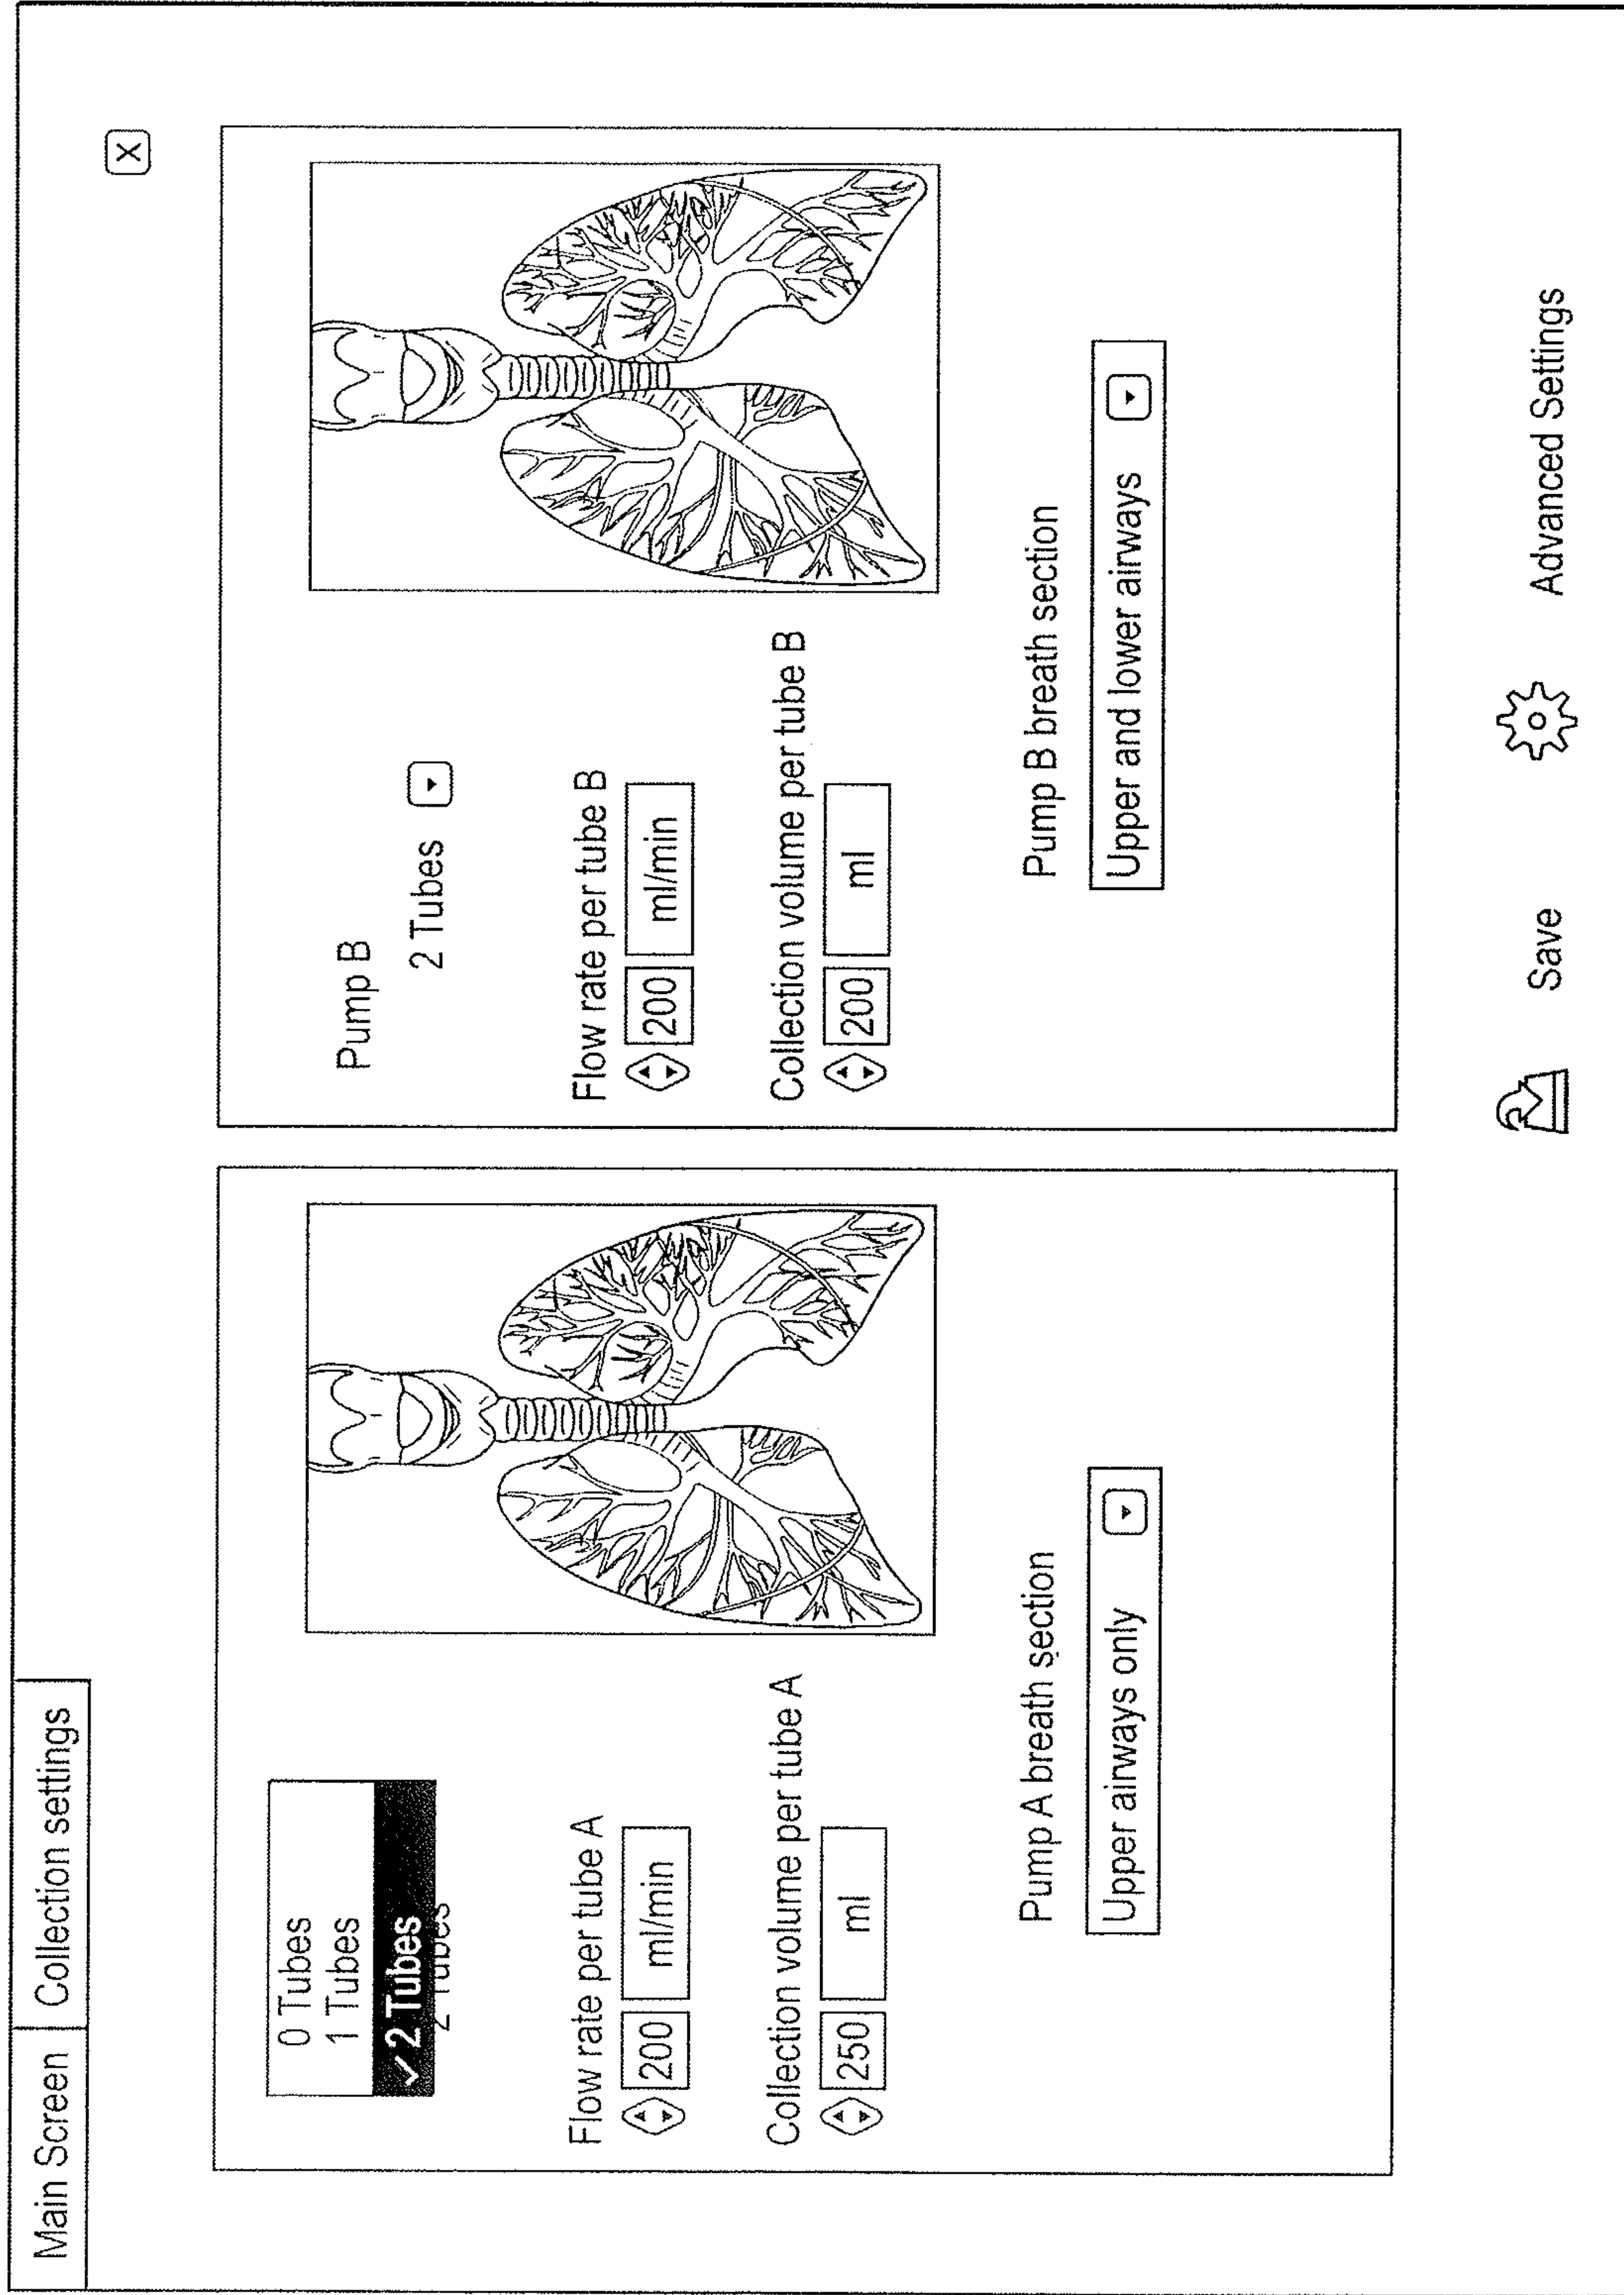 Main Screen
Collection settings
X
0 Tubes
1 Tubes
✓ 2 Tubes
2 Tubes
Flow rate per tube A
200 ml/min
Collection volume per tube A
250 ml
Pump A breath section
Upper airways only
Pump B
2 Tubes
Flow rate per tube B
200 ml/min
Collection volume per tube B
200 ml
Pump B breath section
Upper and lower airways
Save
Advanced Settings